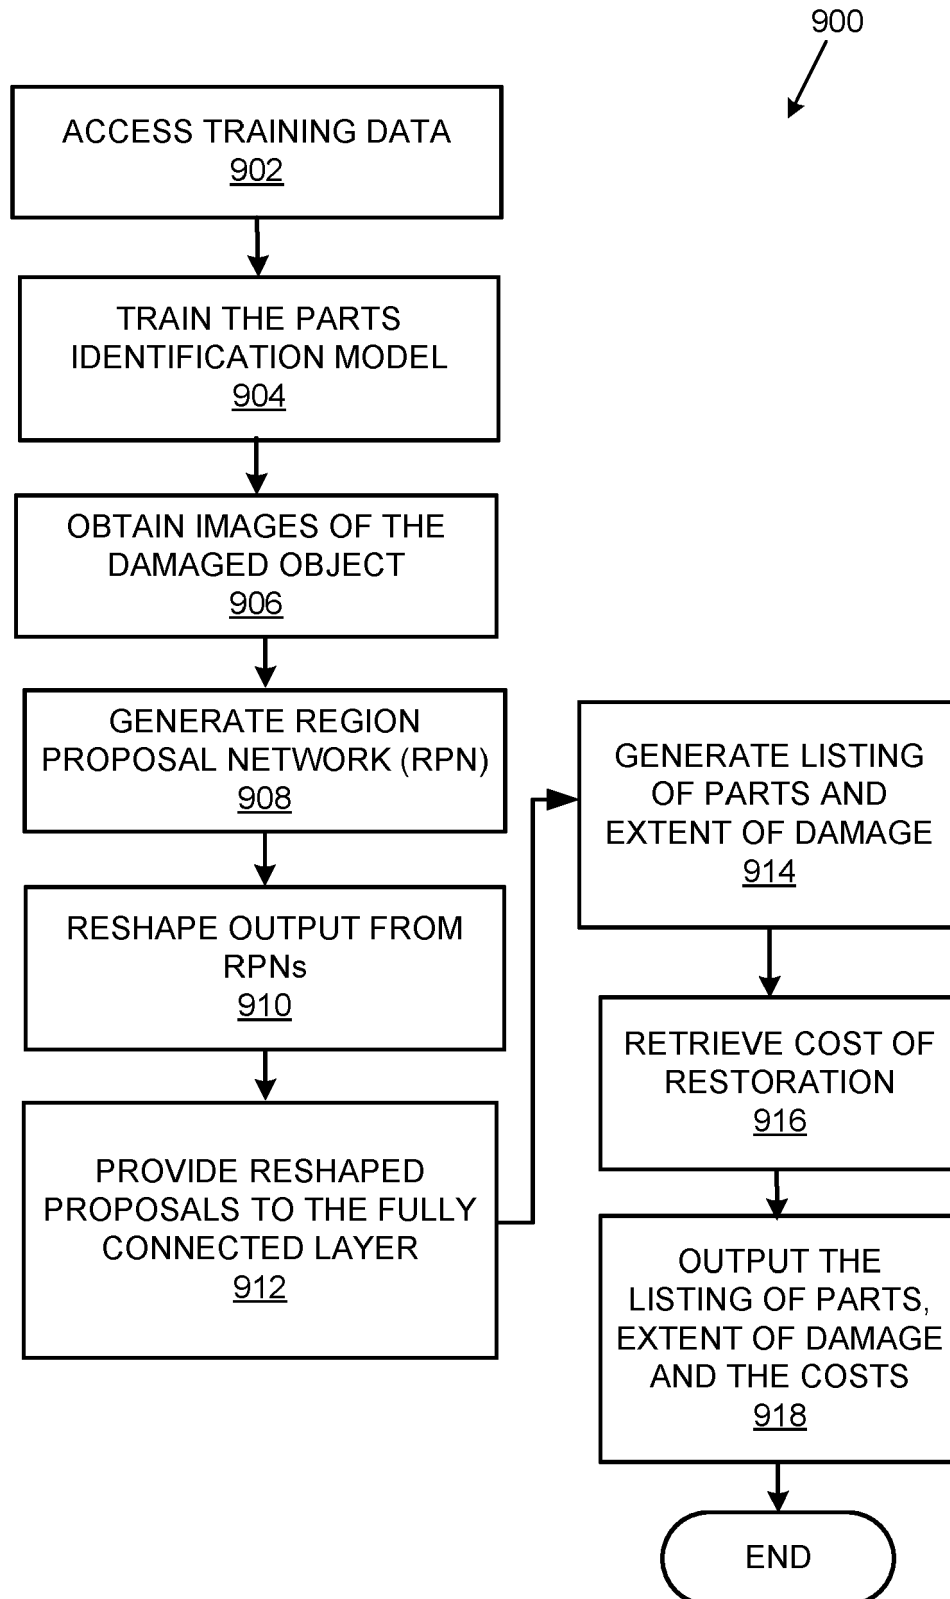 900
ACCESS TRAINING DATA
902
TRAIN THE PARTS
IDENTIFICATION MODEL
904
OBTAIN IMAGES OF THE
DAMAGED OBJECT
906
GENERATE REGION
PROPOSAL NETWORK (RPN)
908
RESHAPE OUTPUT FROM
RPNs
910
PROVIDE RESHAPED
PROPOSALS TO THE FULLY
CONNECTED LAYER
912
GENERATE LISTING
OF PARTS AND
EXTENT OF DAMAGE
914
RETRIEVE COST OF
RESTORATION
916
OUTPUT THE
LISTING OF PARTS,
EXTENT OF DAMAGE
AND THE COSTS
918
END